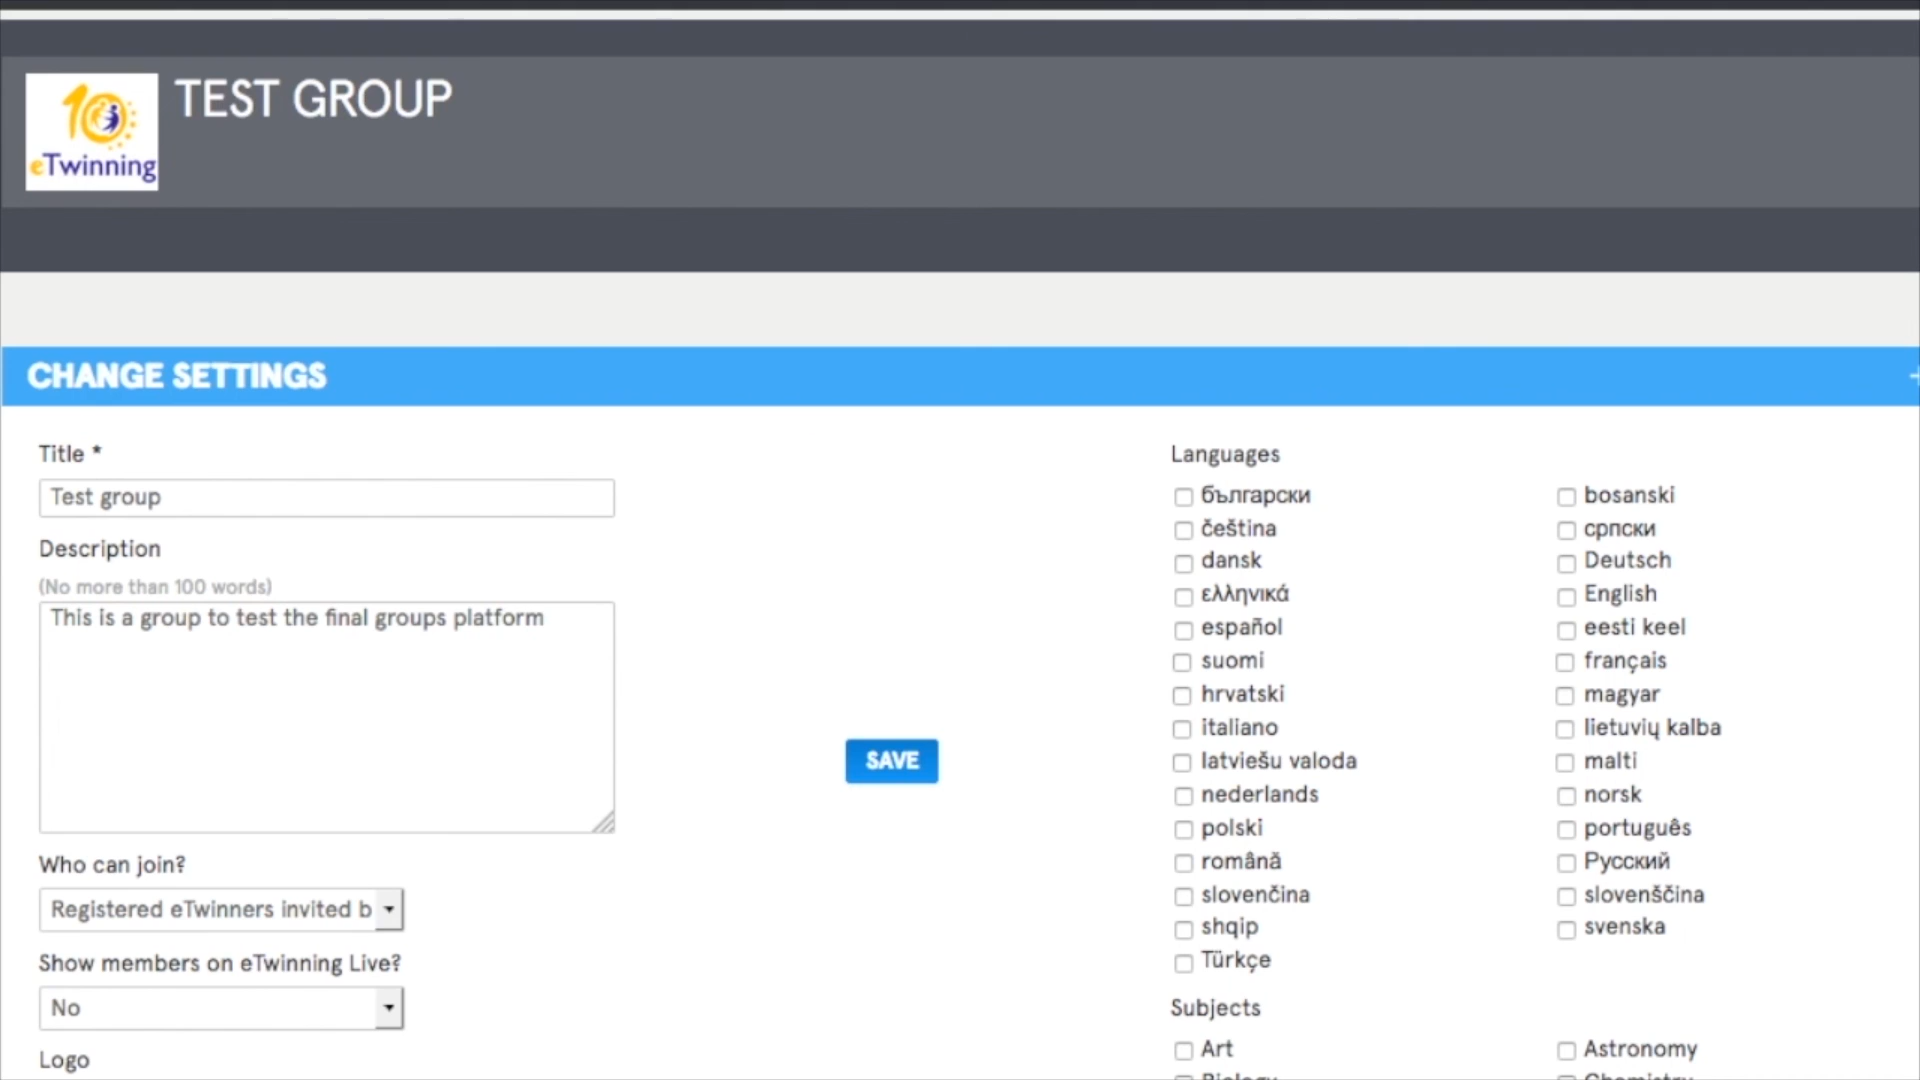 10
eTwinning
TEST GROUP
CHANGE SETTINGS
Title *
Test group
Description
(No more than 100 words)
This is a group to test the final groups platform
Who can join?
Registered eTwinners invited b
Show members on eTwinning Live?
No
Logo
SAVE
Languages
български
bosanski
čeština
српски
dansk
Deutsch
ελληνικά
English
español
eesti keel
suomi
français
hrvatski
magyar
italiano
lietuvių kalba
latviešu valoda
malti
nederlands
norsk
polski
português
română
Русский
slovenčina
slovenščina
shqip
svenska
Türkçe
Subjects
Art
Astronomy
Biology
Chemistry